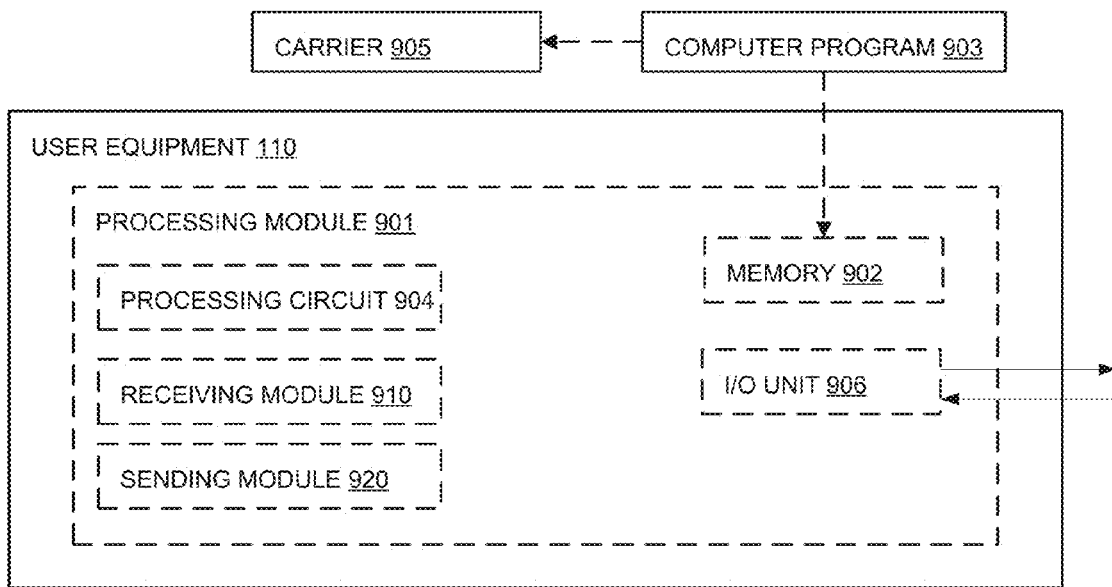 CARRIER 905
COMPUTER PROGRAM 903
USER EQUIPMENT 110
PROCESSING MODULE 901
MEMORY 902
PROCESSING CIRCUIT 904
I/O UNIT 906
RECEIVING MODULE 910
SENDING MODULE 920